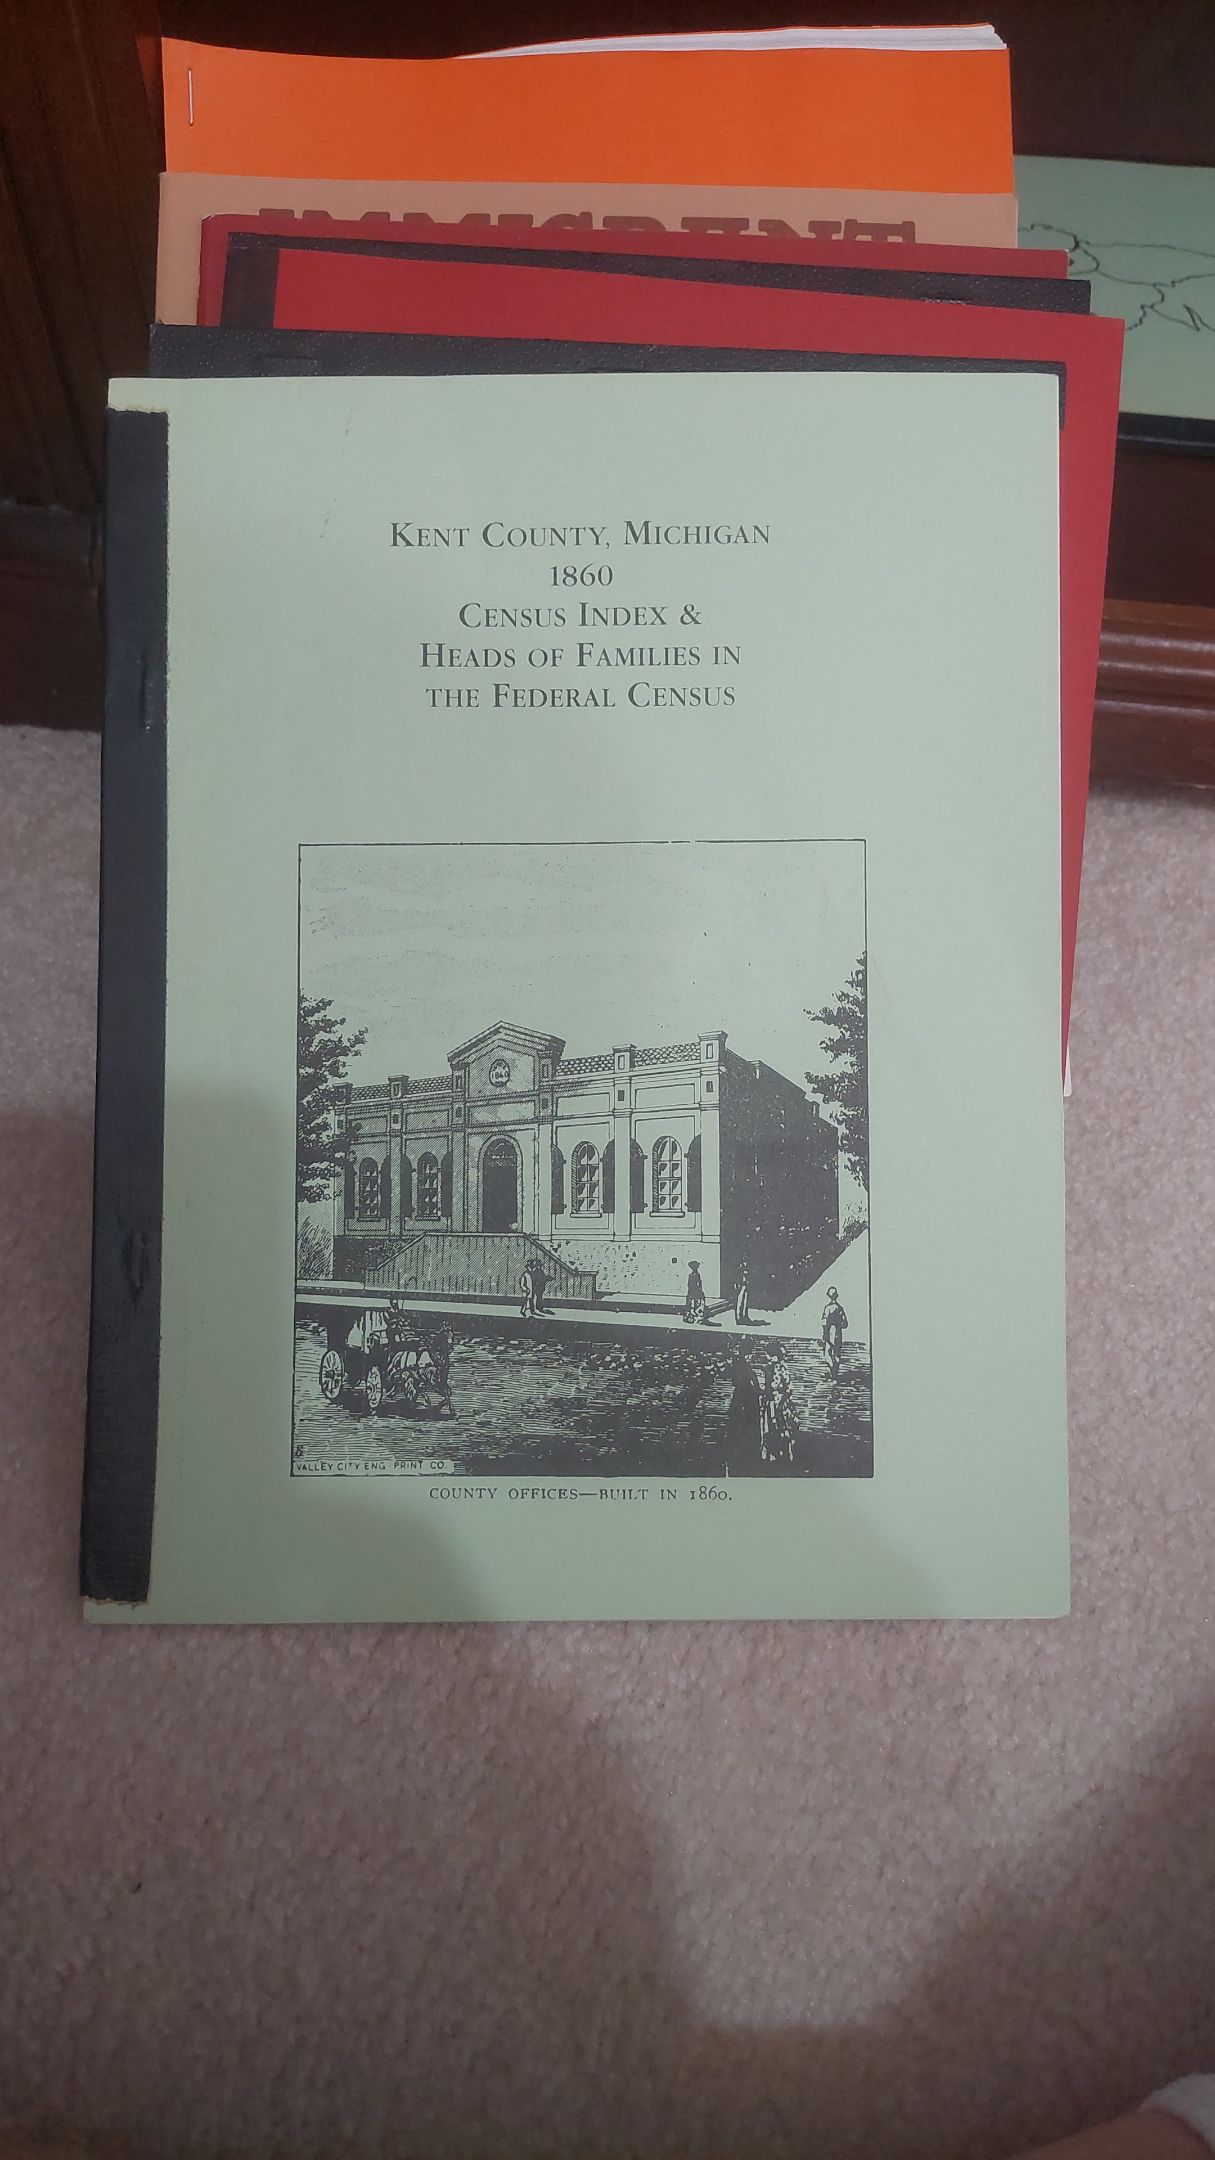 KENT COUNTY, MICHIGAN
1860
CENSUS INDEX &
HEADS OF FAMILIES IN
THE FEDERAL CENSUS
1860
VALLEY CITY ENG. PRINT CO.
COUNTY OFFICES—BUILT IN 1860.